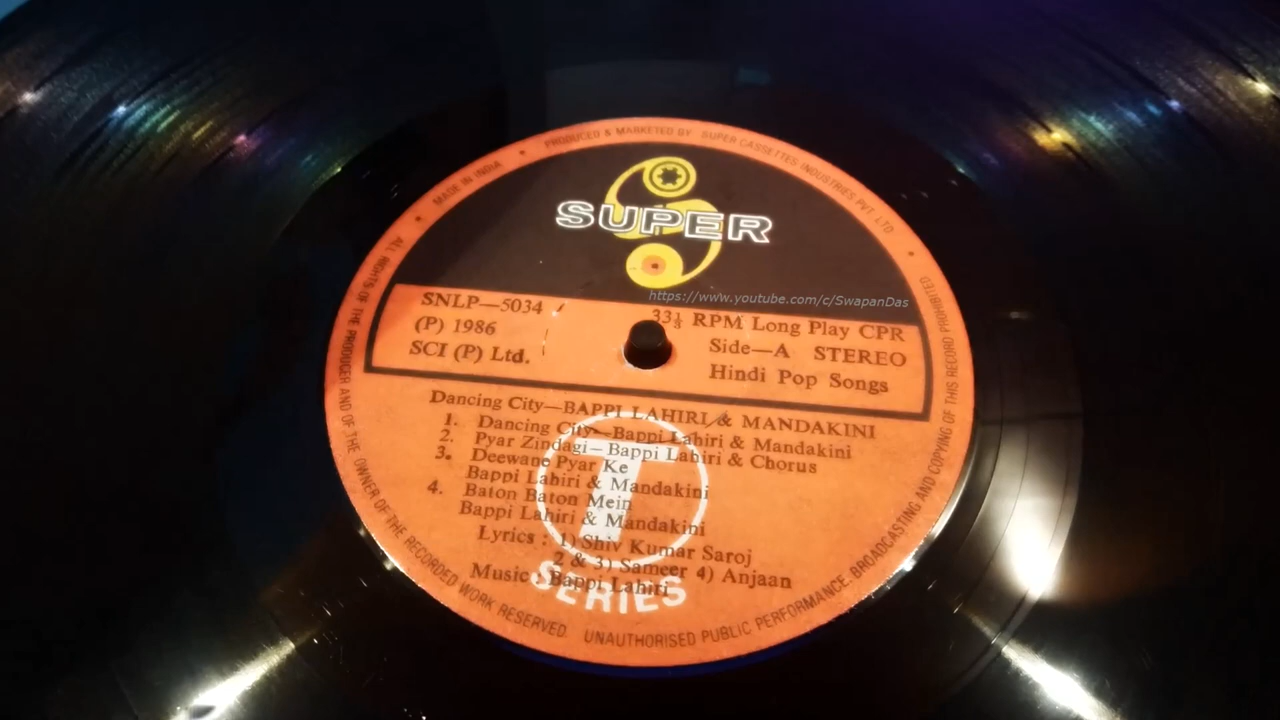 MADE IN INDIA • PRODUCED & MARKETED BY SUPER CASSETTES INDUSTRIES PVT. LTD •
SUPER
https://www.youtube.com/c/SwapanDas
SNLP—5034
(P) 1986
SCI (P) Ltd.
33⅓ RPM Long Play CPR
Side—A STEREO
Hindi Pop Songs
Dancing City—BAPPI LAHIRI & MANDAKINI
1. Dancing City—Bappi Lahiri & Mandakini
2. Pyar Zindagi—Bappi Lahiri & Chorus
3. Deewane Pyar Ke
Bappi Lahiri & Mandakini
4. Baton Baton Mein
Bappi Lahiri & Mandakini
Lyrics : 1) Shiv Kumar Saroj
2 & 3) Sameer 4) Anjaan
Music : Bappi Lahiri
T
SERIES
ALL RIGHTS OF THE PRODUCER AND OF THE OWNER OF THE RECORDED WORK RESERVED. UNAUTHORISED PUBLIC PERFORMANCE. BROADCASTING AND COPYING OF THIS RECORD PROHIBITED